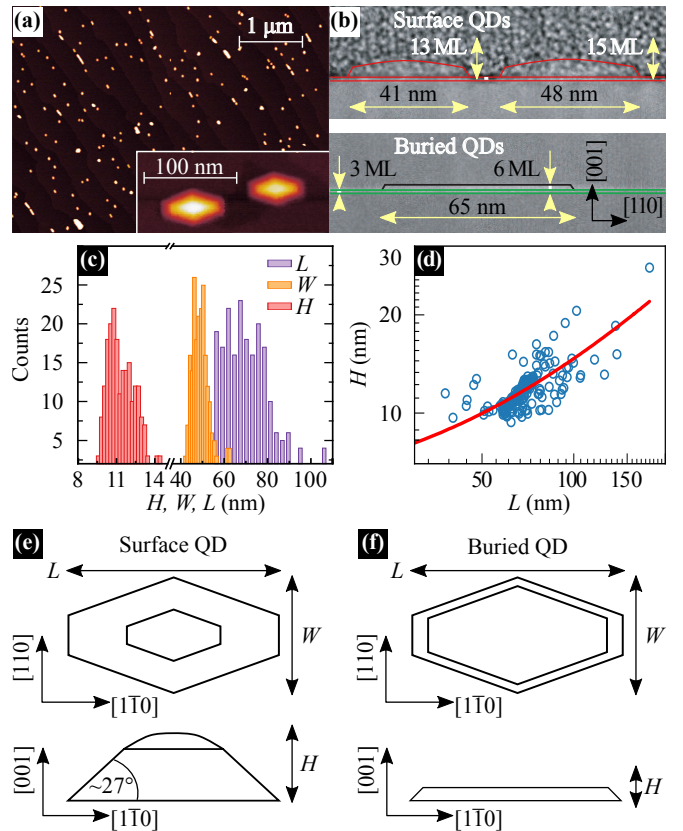 (a)
1 μm
100 nm
(b)
Surface QDs
13 ML
15 ML
41 nm
48 nm
Buried QDs
3 ML
6 ML
65 nm
[001]
[110]
(c)
L
W
H
Counts
25
20
15
10
5
8
11
14
40
60
80
100
H, W, L (nm)
(d)
H (nm)
30
20
10
50
100
150
L (nm)
(e)
Surface QD
L
W
[110]
[11̅0]
[001]
~27°
H
[11̅0]
(f)
Buried QD
L
W
[110]
[11̅0]
[001]
H
[11̅0]